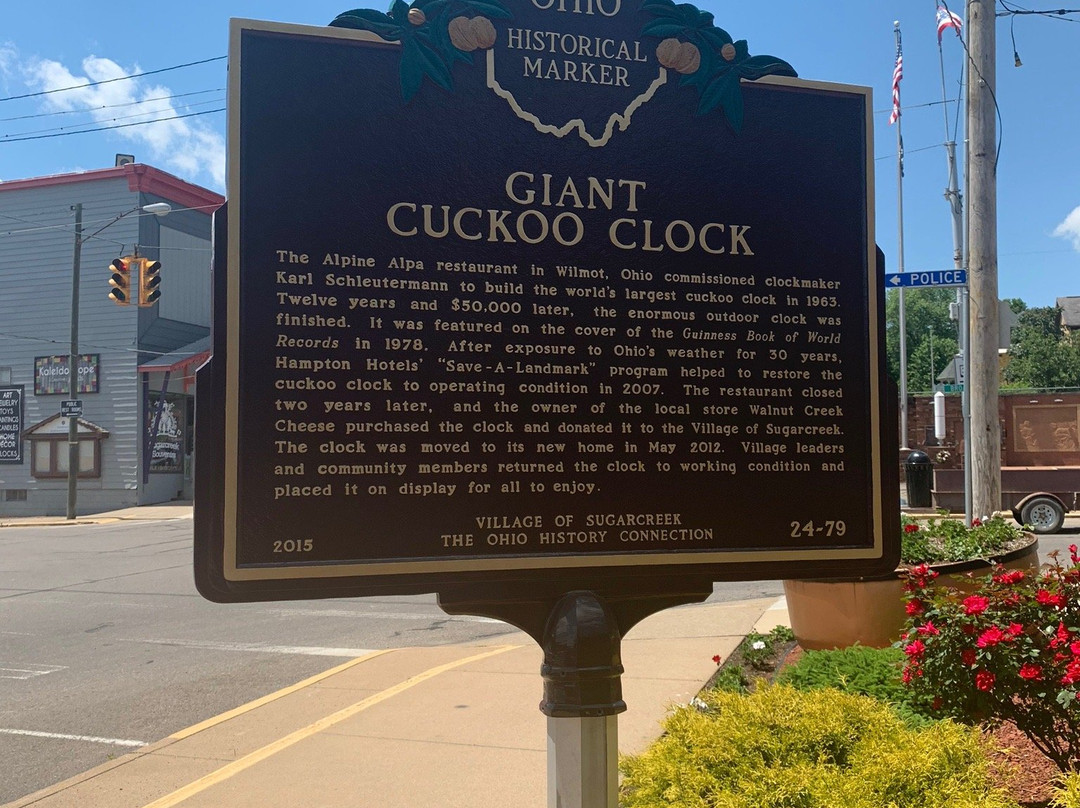 OHIO
HISTORICAL
MARKER
GIANT
CUCKOO CLOCK
The Alpine Alpa restaurant in Wilmot, Ohio commissioned clockmaker
Karl Schleutermann to build the world's largest cuckoo clock in 1963.
Twelve years and $50,000 later, the enormous outdoor clock was
finished. It was featured on the cover of the Guinness Book of World
Records in 1978. After exposure to Ohio's weather for 30 years,
Hampton Hotels' "Save-A-Landmark" program helped to restore the
cuckoo clock to operating condition in 2007. The restaurant closed
two years later, and the owner of the local store Walnut Creek
Cheese purchased the clock and donated it to the Village of Sugarcreek.
The clock was moved to its new home in May 2012. Village leaders
and community members returned the clock to working condition and
placed it on display for all to enjoy.
VILLAGE OF SUGARCREEK
THE OHIO HISTORY CONNECTION
2015
24-79
POLICE
PUBLIC
ART